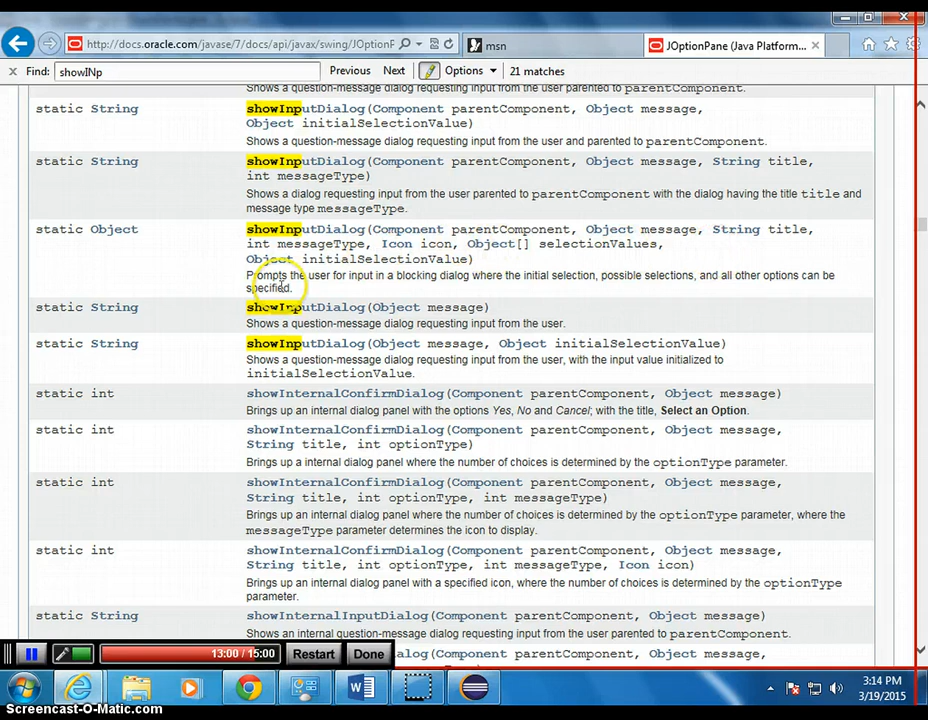 http://docs.oracle.com/javase/7/docs/api/javax/swing/JOptionF
msn
JOptionPane (Java Platform...
Find: showINp
Previous Next Options 21 matches
Shows a question-message dialog requesting input from the user parented to parentComponent.
static String showInputDialog(Component parentComponent, Object message,
Object initialSelectionValue)
Shows a question-message dialog requesting input from the user and parented to parentComponent.
static String showInputDialog(Component parentComponent, Object message, String title,
int messageType)
Shows a dialog requesting input from the user parented to parentComponent with the dialog having the title title and
message type messageType.
static Object showInputDialog(Component parentComponent, Object message, String title,
int messageType, Icon icon, Object[] selectionValues,
Object initialSelectionValue)
Prompts the user for input in a blocking dialog where the initial selection, possible selections, and all other options can be
specified.
static String showInputDialog(Object message)
Shows a question-message dialog requesting input from the user.
static String showInputDialog(Object message, Object initialSelectionValue)
Shows a question-message dialog requesting input from the user, with the input value initialized to
initialSelectionValue.
static int showInternalConfirmDialog(Component parentComponent, Object message)
Brings up an internal dialog panel with the options Yes, No and Cancel; with the title, Select an Option.
static int showInternalConfirmDialog(Component parentComponent, Object message,
String title, int optionType)
Brings up a internal dialog panel where the number of choices is determined by the optionType parameter.
static int showInternalConfirmDialog(Component parentComponent, Object message,
String title, int optionType, int messageType)
Brings up an internal dialog panel where the number of choices is determined by the optionType parameter, where the
messageType parameter determines the icon to display.
static int showInternalConfirmDialog(Component parentComponent, Object message,
String title, int optionType, int messageType, Icon icon)
Brings up an internal dialog panel with a specified icon, where the number of choices is determined by the optionType
parameter.
static String showInternalInputDialog(Component parentComponent, Object message)
Shows an internal question-message dialog requesting input from the user parented to parentComponent.
Dialog(Component parentComponent, Object message,
13:00 / 15:00 Restart Done
3:14 PM
3/19/2015
Screencast-O-Matic.com